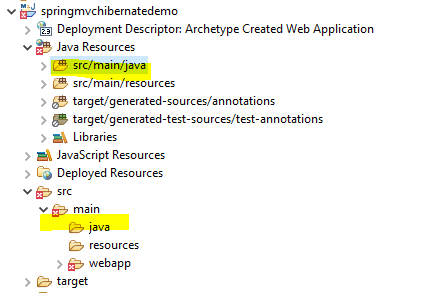 springmvchibernatedemo
Deployment Descriptor: Archetype Created Web Application
Java Resources
src/main/java
src/main/resources
target/generated-sources/annotations
target/generated-test-sources/test-annotations
Libraries
JavaScript Resources
Deployed Resources
src
main
java
resources
webapp
target